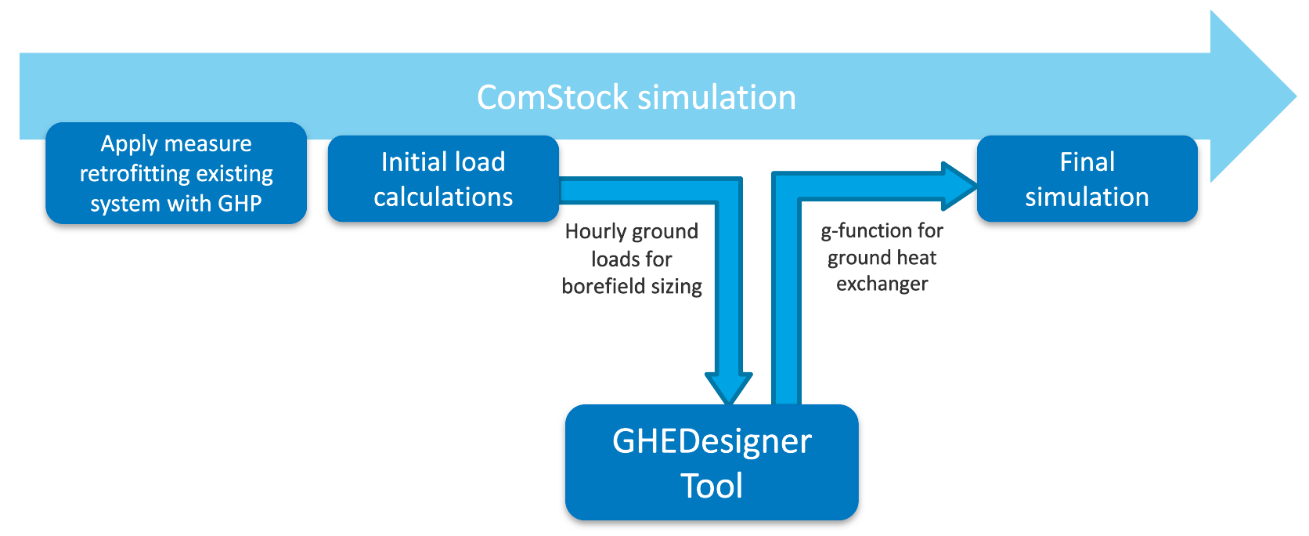 ComStock simulation
Apply measure
retrofitting existing
system with GHP
Initial load
calculations
Final
simulation
Hourly ground
loads for
borefield sizing
g-function for
ground heat
exchanger
GHEDesigner
Tool